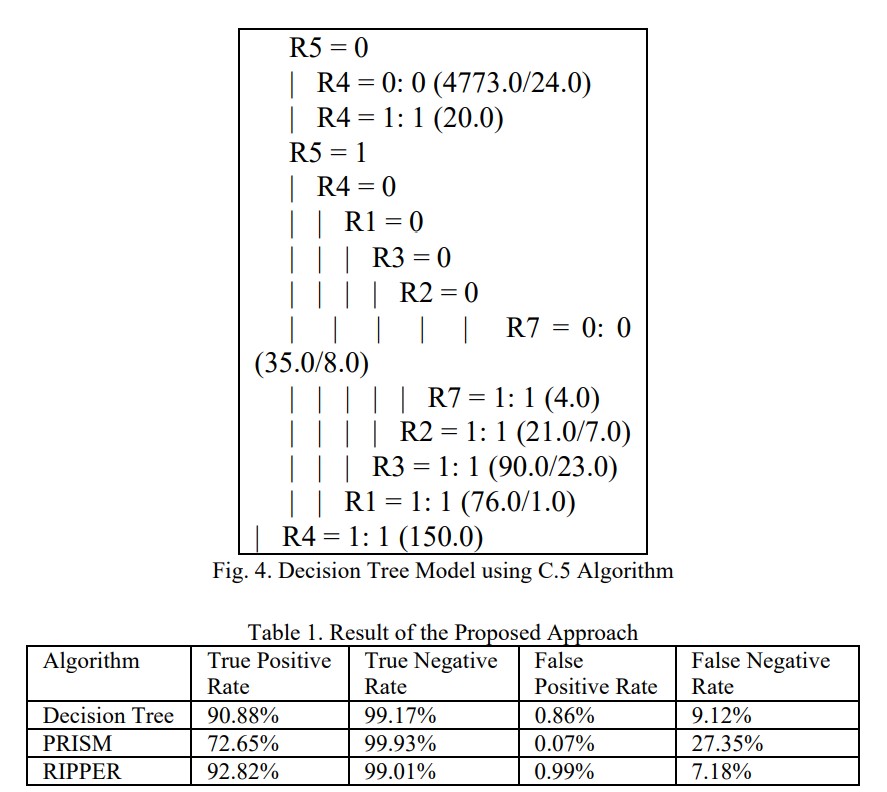 R5 = 0
| R4 = 0: 0 (4773.0/24.0)
| R4 = 1: 1 (20.0)
R5 = 1
| R4 = 0
| | R1 = 0
| | | R3 = 0
| | | | R2 = 0
| | | | | R7 = 0: 0
(35.0/8.0)
| | | | | R7 = 1: 1 (4.0)
| | | | R2 = 1: 1 (21.0/7.0)
| | | R3 = 1: 1 (90.0/23.0)
| | R1 = 1: 1 (76.0/1.0)
| R4 = 1: 1 (150.0)
Fig. 4. Decision Tree Model using C.5 Algorithm
Table 1. Result of the Proposed Approach
Algorithm True Positive Rate True Negative Rate False Positive Rate False Negative Rate
Decision Tree 90.88% 99.17% 0.86% 9.12%
PRISM 72.65% 99.93% 0.07% 27.35%
RIPPER 92.82% 99.01% 0.99% 7.18%